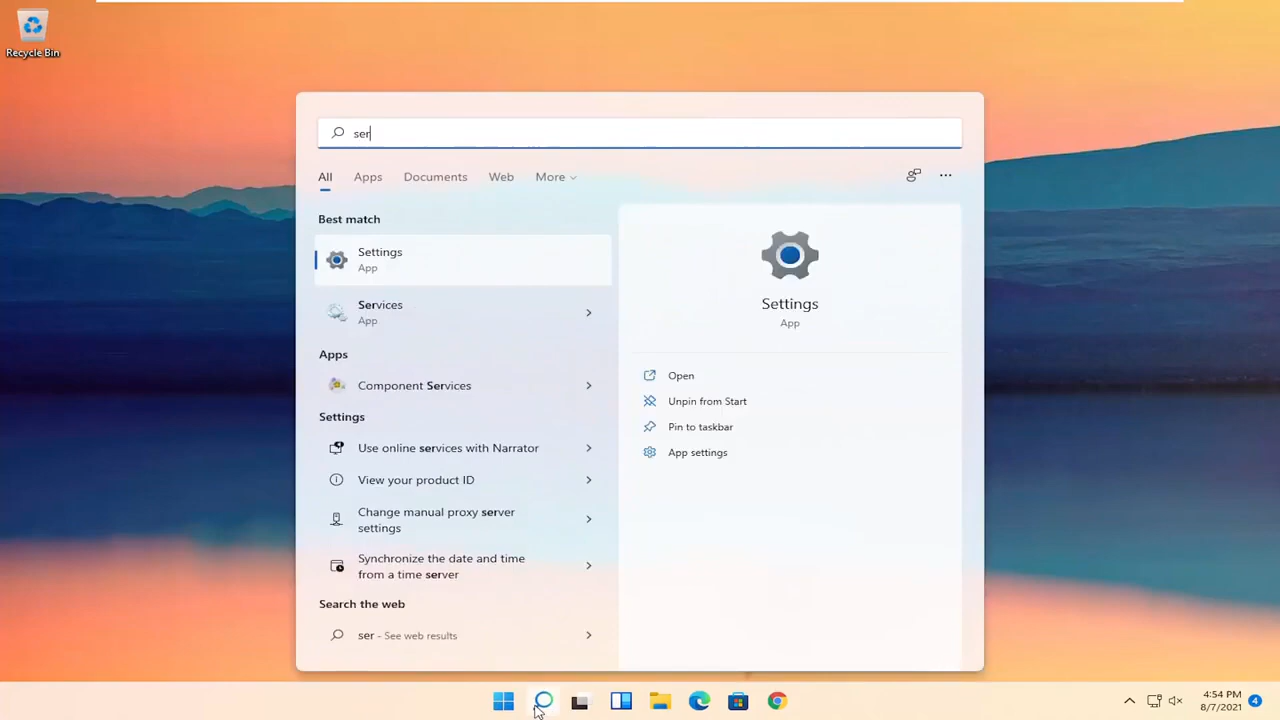 Recycle Bin
ser
All Apps Documents Web More
Best match
Settings
App
Services
App
Apps
Component Services
Settings
Use online services with Narrator
View your product ID
Change manual proxy server
settings
Synchronize the date and time
from a time server
Search the web
ser - See web results
Settings
App
Open
Unpin from Start
Pin to taskbar
App settings
4:54 PM
8/7/2021
4